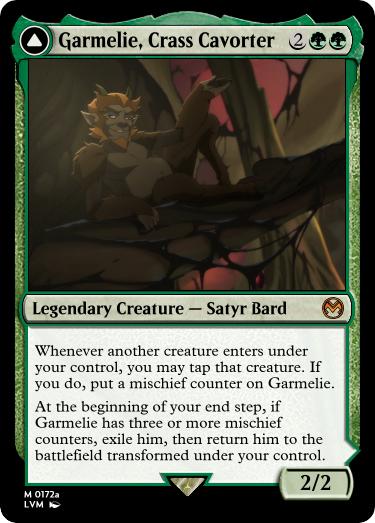 Garmelie, Crass Cavorter 2
Legendary Creature — Satyr Bard
Whenever another creature enters under
your control, you may tap that creature. If
you do, put a mischief counter on Garmelie.
At the beginning of your end step, if
Garmelie has three or more mischief
counters, exile him, then return him to the
battlefield transformed under your control.
2/2
M 0172a
LVM